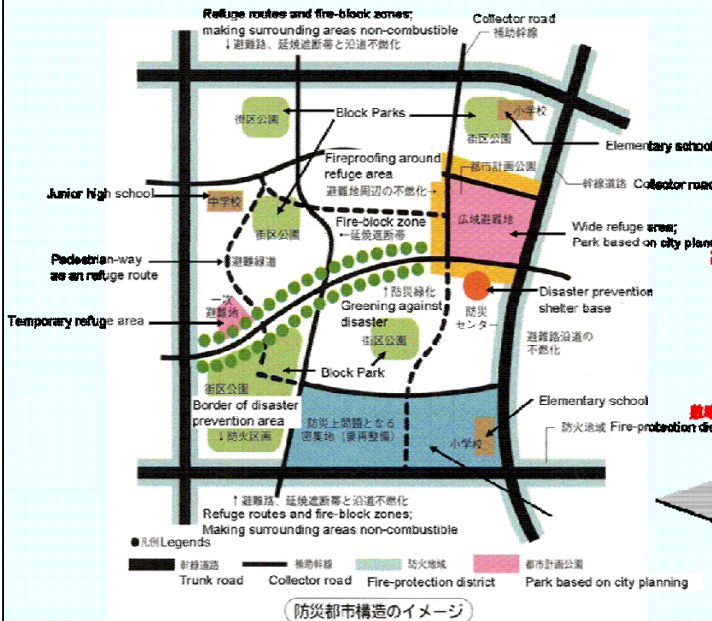 Refuge routes and fire-block zones;
making surrounding areas non-combustible
↓避難路、延焼遮断帯と沿道不燃化
Collector road
補助幹線
街区公園
Block Parks
小学校
街区公園
Elementary school
Fireproofing around
refuge area
避難地周辺の不燃化→
都市計画公園
幹線道路 Collector road
Junior high school
中学校
街区公園
Fire-block zone
←延焼遮断帯
広域避難地
Wide refuge area;
Park based on city plann
Pedestrian-way
as an refuge route
避難緑道
↑防災緑化
Greening against
disaster
防災
センター
Disaster prevention
shelter base
一次
避難地
Temporary refuge area
避難路沿道の
不燃化
街区公園
Block Park
街区公園
Border of disaster
prevention area
↓防火区画
防災上問題となる
密集地（要再整備）
Elementary school
小学校
防火地域 Fire-protection dis
↑避難路、延焼遮断帯と沿道不燃化
Refuge routes and fire-block zones;
Making surrounding areas non-combustible
●凡例 Legends
幹線道路
Trunk road
補助幹線
Collector road
防火地域
Fire-protection district
都市計画公園
Park based on city planning
防災都市構造のイメージ